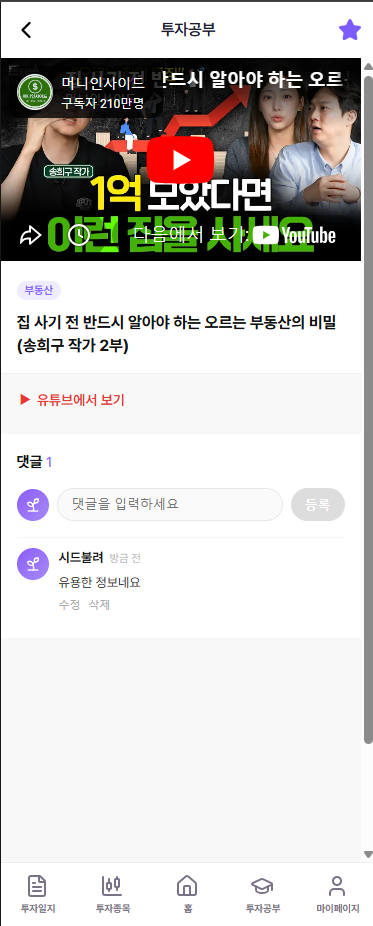 투자공부
머니인사이드
구독자 210만명
반드시 알아야 하는 오르
송희구 작가
1억 모았다면
이런 집을 사세요
다음에서 보기:
YouTube
부동산
집 사기 전 반드시 알아야 하는 오르는 부동산의 비밀
(송희구 작가 2부)
유튜브에서 보기
댓글 1
댓글을 입력하세요
등록
시드불려 방금 전
유용한 정보네요
수정 삭제
투자일지
투자종목
홈
투자공부
마이페이지